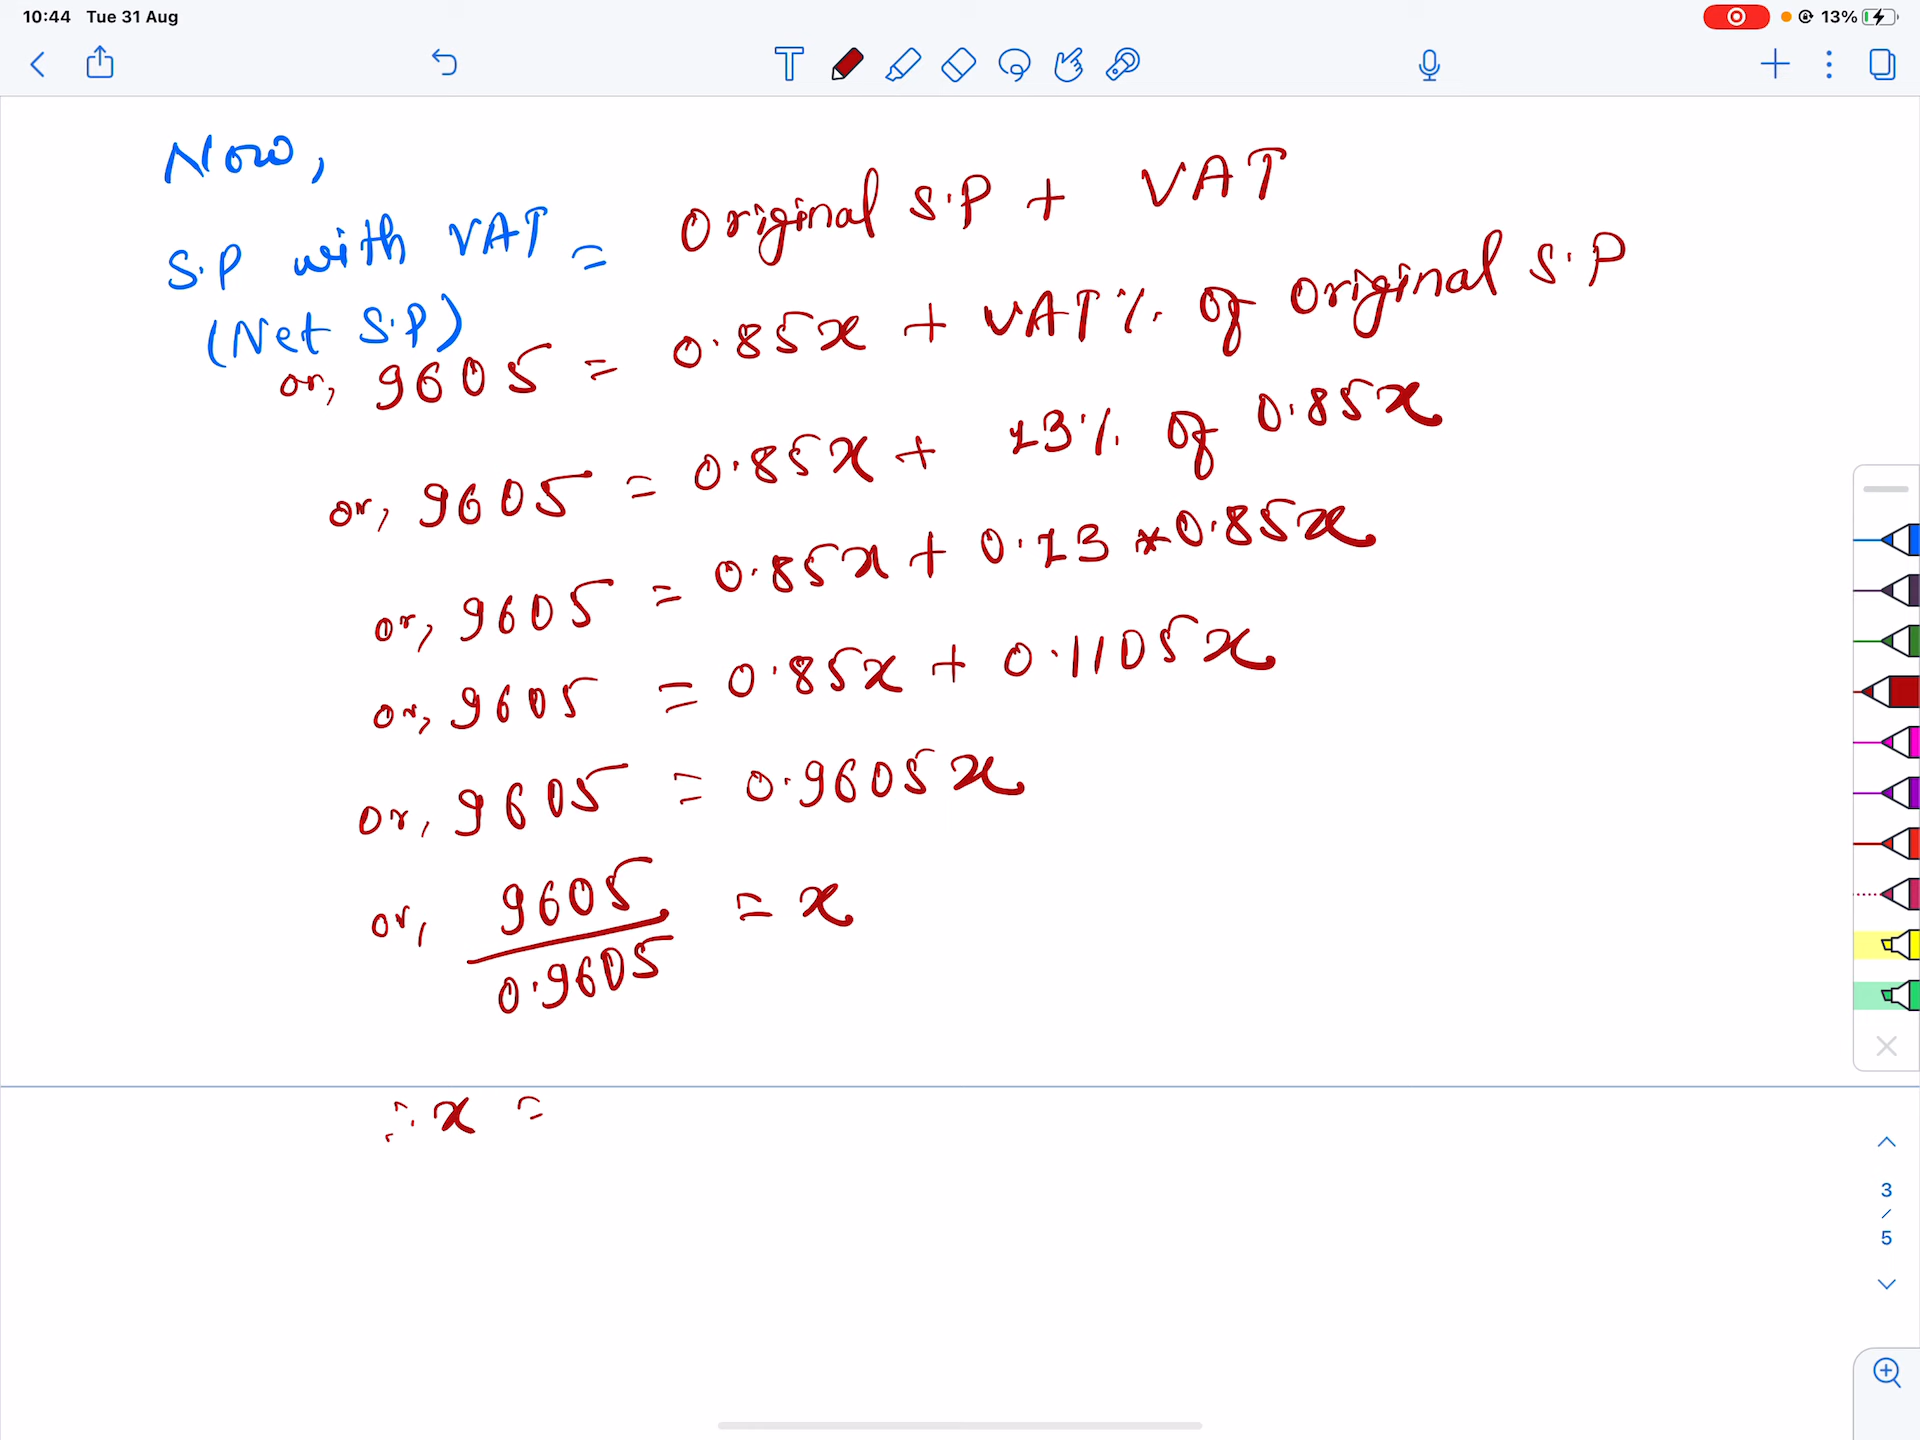 10:44 Tue 31 Aug
13%
Now,
S.P with VAT = Original S.P + VAT
(Net S.P)
or, 9605 = 0.85x + VAT% of Original S.P
or, 9605 = 0.85x + 13% of 0.85x
or, 9605 = 0.85x + 0.13 * 0.85x
or, 9605 = 0.85x + 0.1105x
or, 9605 = 0.9605x
or, 9605/0.9605 = x
∴ x =
3
/
5